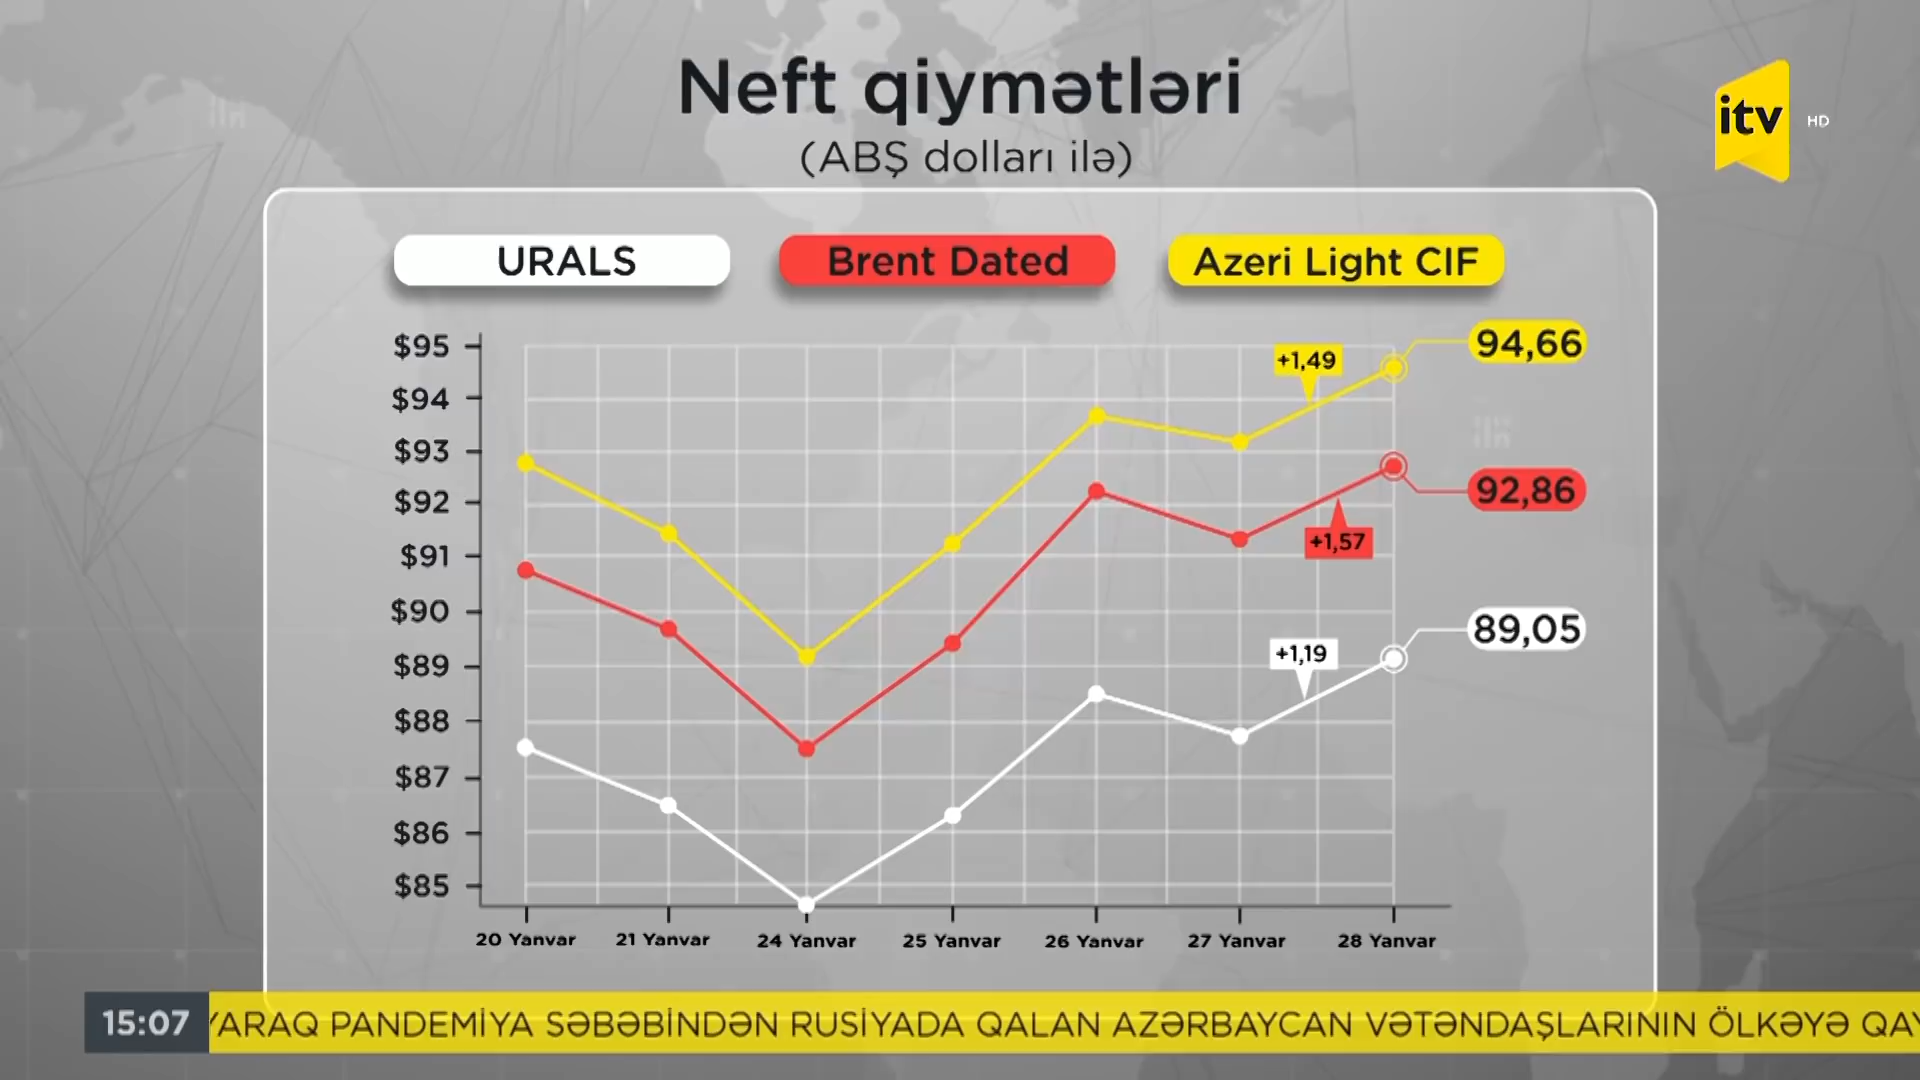 Neft qiymətləri
(ABŞ dolları ilə)
itv HD
URALS
Brent Dated
Azeri Light CIF
$95
$94
$93
$92
$91
$90
$89
$88
$87
$86
$85
+1,49
94,66
92,86
+1,57
89,05
+1,19
20 Yanvar 21 Yanvar 24 Yanvar 25 Yanvar 26 Yanvar 27 Yanvar 28 Yanvar
15:07 YARAQ PANDEMİYA SƏBƏBİNDƏN RUSİYADA QALAN AZƏRBAYCAN VƏTƏNDAŞLARININ ÖLKƏYƏ QAY